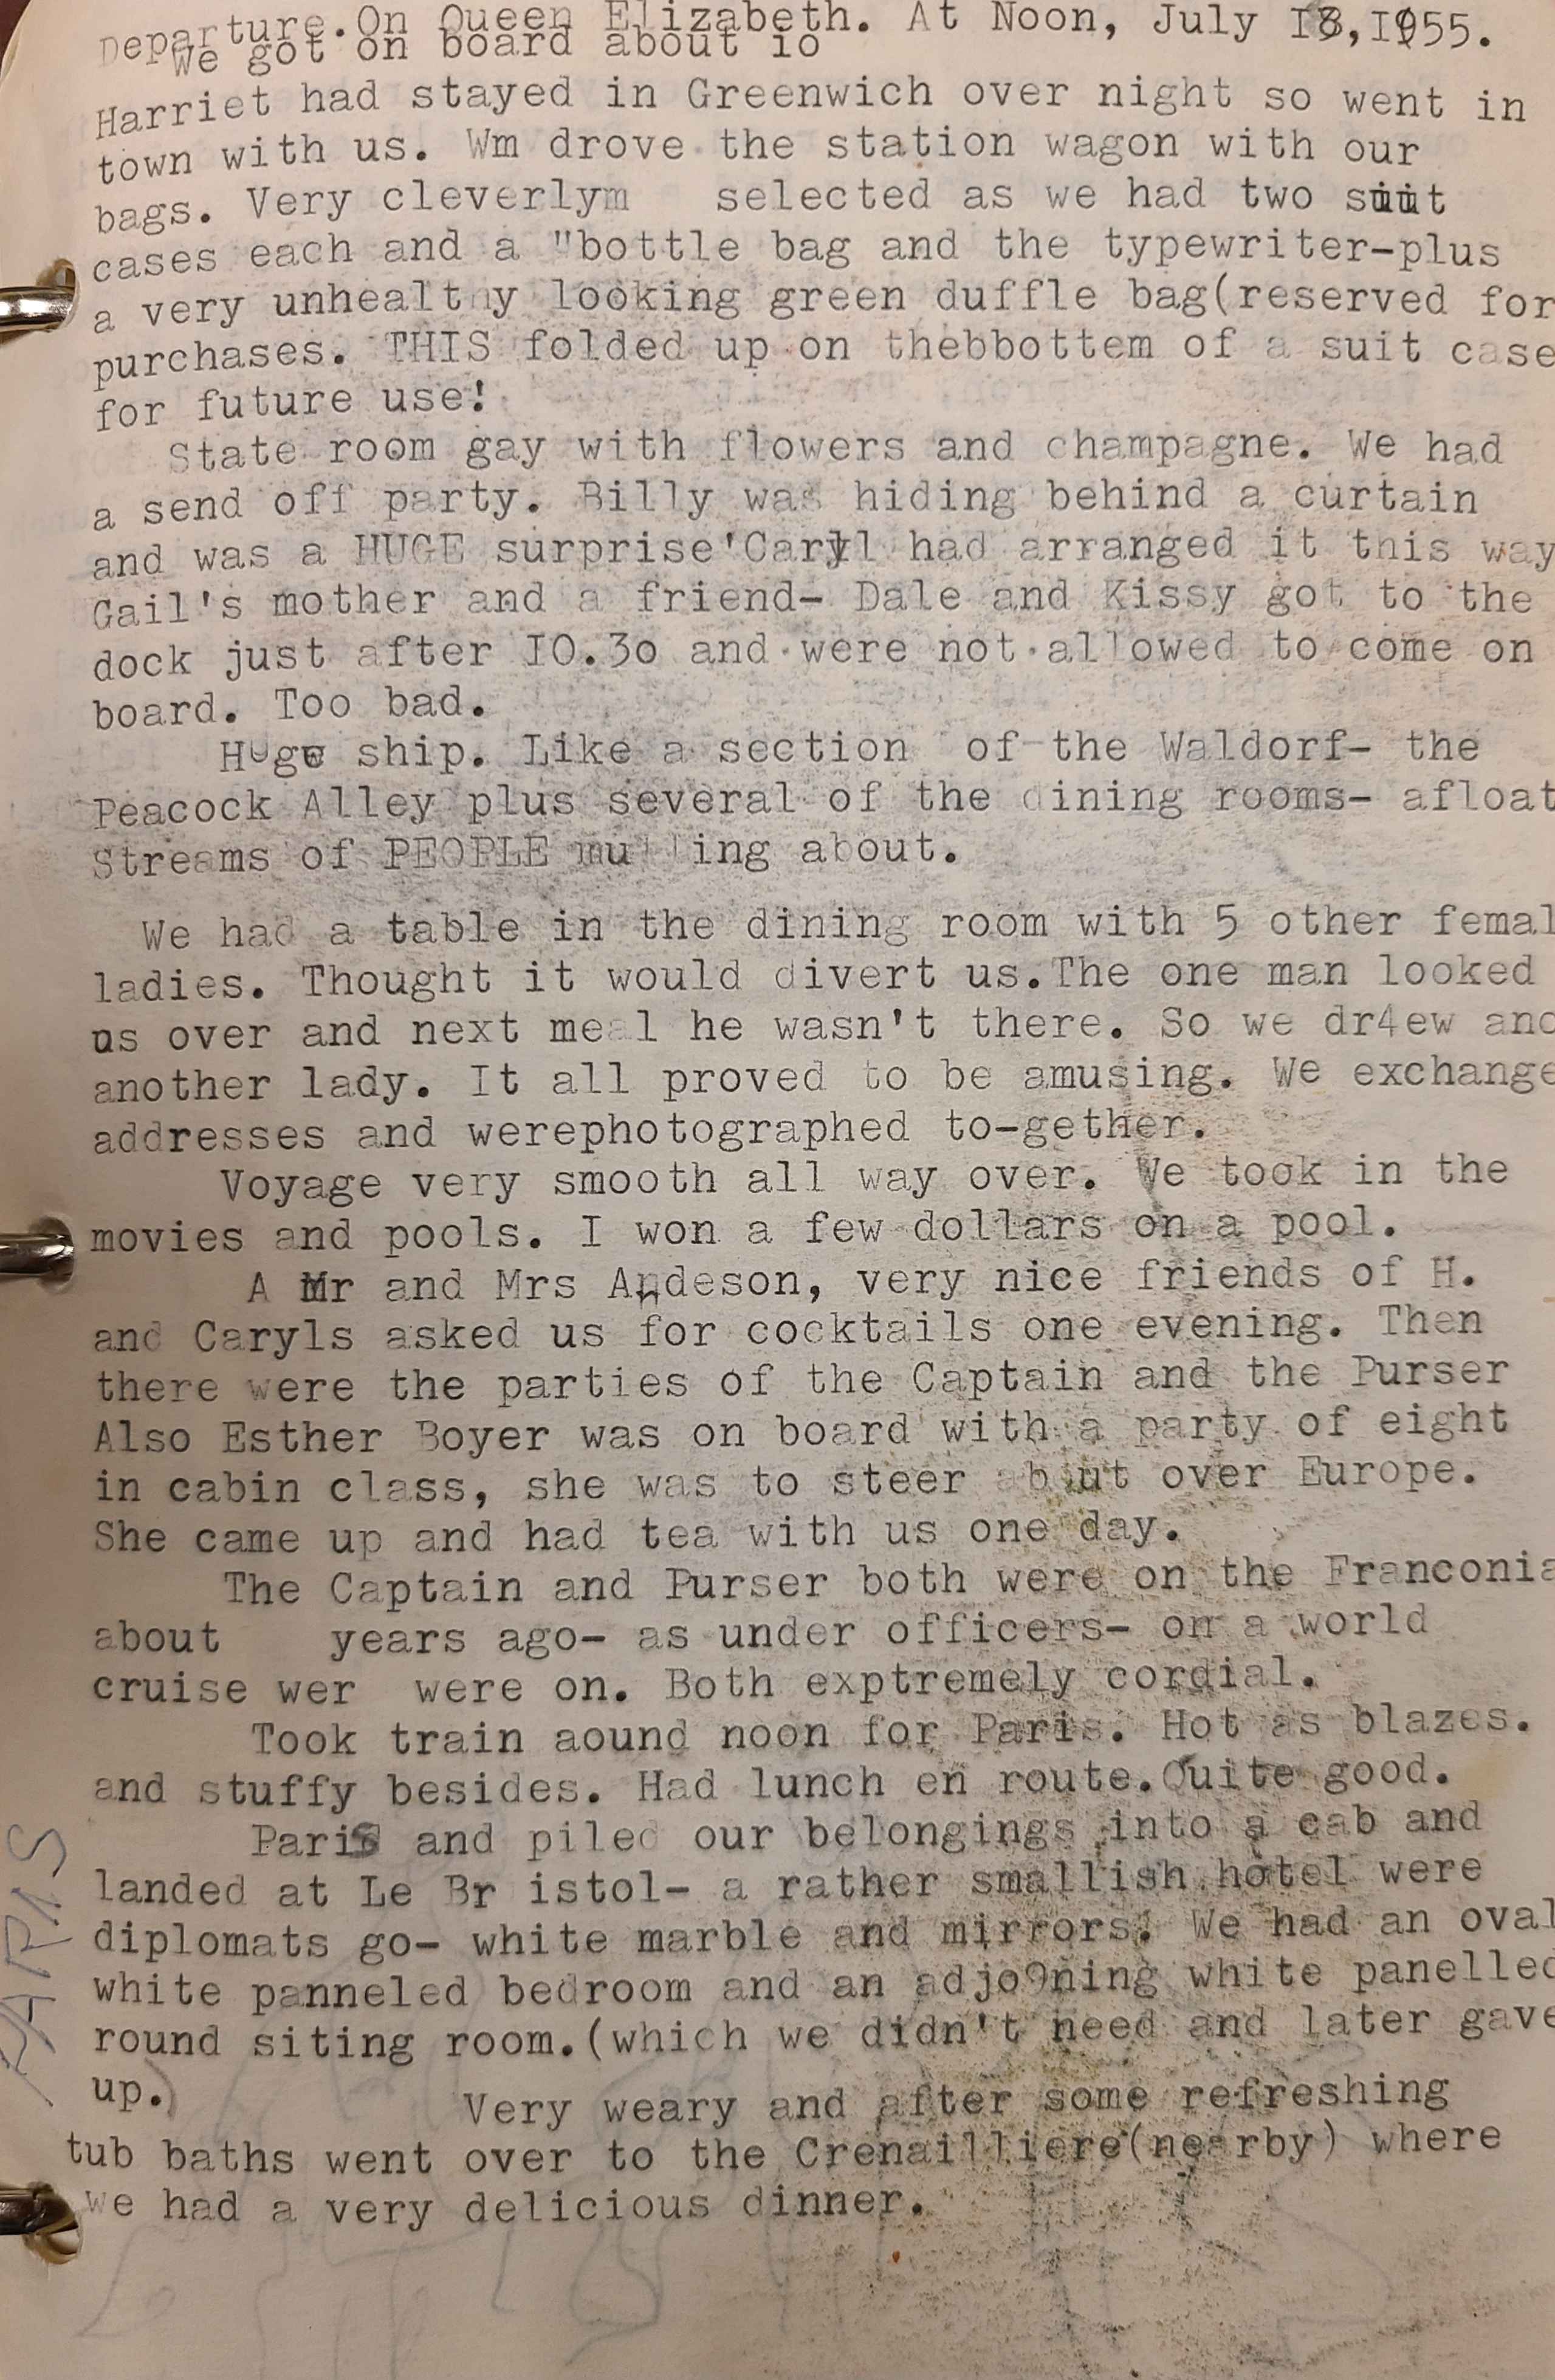 Departure. On Queen Elizabeth. At Noon, July I8,I955.
We got on board about io
Harriet had stayed in Greenwich over night so went in
town with us. Wm drove the station wagon with our
bags. Very cleverlym selected as we had two suit
cases each and a "bottle bag and the typewriter-plus
a very unhealthy looking green duffle bag(reserved for
purchases. THIS folded up on thebbottem of a suit case
for future use!
State room gay with flowers and champagne. We had
a send off party. Billy was hiding behind a curtain
and was a HUGE surprise'Caryl had arranged it this way
Gail's mother and a friend- Dale and Kissy got to the
dock just after IO.3o and were not allowed to come on
board. Too bad.
Huge ship. Like a section of the Waldorf- the
Peacock Alley plus several of the dining rooms- afloat
Streams of PEOPLE mulling about.
We had a table in the dining room with 5 other femal
ladies. Thought it would divert us.The one man looked
us over and next meal he wasn't there. So we dr4ew ano
another lady. It all proved to be amusing. We exchange
addresses and werephotographed to-gether.
Voyage very smooth all way over. We took in the
movies and pools. I won a few dollars on a pool.
A Mr and Mrs Andeson, very nice friends of H.
and Caryls asked us for cocktails one evening. Then
there were the parties of the Captain and the Purser
Also Esther Boyer was on board with a party of eight
in cabin class, she was to steer about over Europe.
She came up and had tea with us one day.
The Captain and Purser both were on the Franconia
about years ago- as under officers- on a world
cruise wer were on. Both exptremely cordial.
Took train aound noon for Paris. Hot as blazes.
and stuffy besides. Had lunch en route.Quite good.
PARIS
Paris and piled our belongings into a cab and
landed at Le Br istol- a rather smallish hotel were
diplomats go- white marble and mirrors. We had an oval
white panneled bedroom and an adjo9ning white panelled
round siting room.(which we didn't need and later gave
up.)
Very weary and after some refreshing
tub baths went over to the Crenailliere(nearby) where
we had a very delicious dinner.